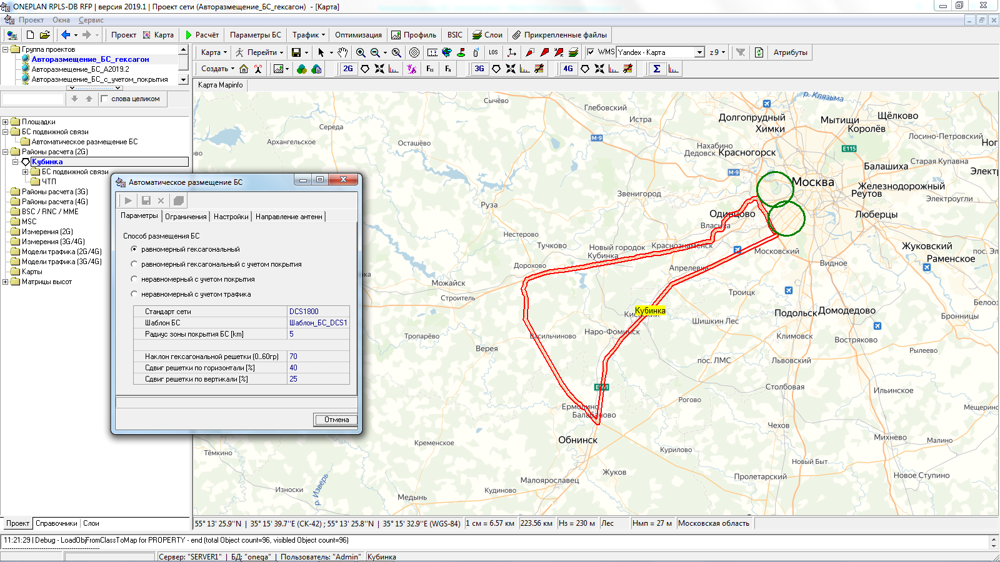 ONEPLAN RPLS-DB RFP | версия 2019.1 | Проект сети (Авторазмещение_БС_гексагон) - [Карта]
Проект Окна Сервис
Проект Карта Расчёт Параметры БС Трафик Оптимизация Профиль BSIC Слои Прикрепленные файлы
Группа проектов
Авторазмещение_БС_гексагон
Авторазмещение_БС_А2019.2
Авторазмещение_БС_с_учетом_покрытия
слова целиком
Карта Перейти LOS WMS Yandex - Карта z 9 Атрибуты
Создать 2G 3G 4G Σ
Карта Mapinfo
Площадки
БС подвижной связи
Автоматическое размещение БС
Районы расчета (2G)
Кубинка
БС подвижной связи
ЧТП
Районы расчета (3G)
Районы расчета (4G)
BSC / RNC / MME
MSC
Измерения (2G)
Измерения (3G/4G)
Модели трафика (2G/4G)
Модели трафика (3G/4G)
Карты
Матрицы высот
Автоматическое размещение БС
Параметры Ограничения Настройки Направление антенн
Способ размещения БС
равномерный гексагональный
равномерный гексагональный с учетом покрытия
неравномерный с учетом покрытия
неравномерный с учетом трафика
Стандарт сети DCS1800
Шаблон БС Шаблон_БС_DCS1
Радиус зоны покрытия БС [km] 5
Наклон гексагональной решетки (0...60гр) 70
Сдвиг решетки по горизонтали [%] 40
Сдвиг решетки по вертикали [%] 25
Отмена
Сычёво
р. Клязьма
Глебовский
Истра
Долгопрудный
Химки
Мытищи
Щёлково
Королёв
Середа
Лосино-Петровский
Архангельское
Осташёво
М-9
Нахабино
Дедовск
Красногорск
E115
Ног
Балашиха
Старая Купавна
Электр
М-9
Москва
Железнодорожный
Реутов
Электроугли
Звенигород
Руза
Одинцово
Власиха
Люберцы
Нестерово
Тучково
Новый городок
Кубинка
Краснознаменск
Московский
Жуковский
Раменское
пос. Эл
Дорохово
Апрелевка
Видное
Можайск
Строитель
Троицк
Кубинка
Подольск
Домодедово
Белоозё
Бронницы
Шишкин Лес
Тропарёво
Васильчиново
Наро-Фоминск
Климовск
Востряково
Верея
Рылеево
пос. ЛМС
Львовский
Столбовая
Ильинское
Рогово
Ермолино
Балабаново
Мещерино
Чехов
Обнинск
Кременское
Тёмкино
Михнево
Малино
Курилово
Новый Быт
Жуков
Малоярославец
Пролетарский
Новое Ступино
Износки
р. Изверь
Кудиново
Медынь
Проект Справочники Слои
55° 13' 25.9''N | 35° 15' 39.7''E (СК-42) ; 55° 13' 25.8''N | 35° 15' 32.9''E (WGS-84) 1 см = 6.57 км 223.56 км Нз = 230 м Лес Нмп = 27 м Московская область
11:21:29 | Debug - LoadObjFromClassToMap for PROPERTY - end (total Object count=96, visibled Object count=96)
Сервер: "SERVER1" | БД: "onega" | Пользователь: "Admin" Кубинка